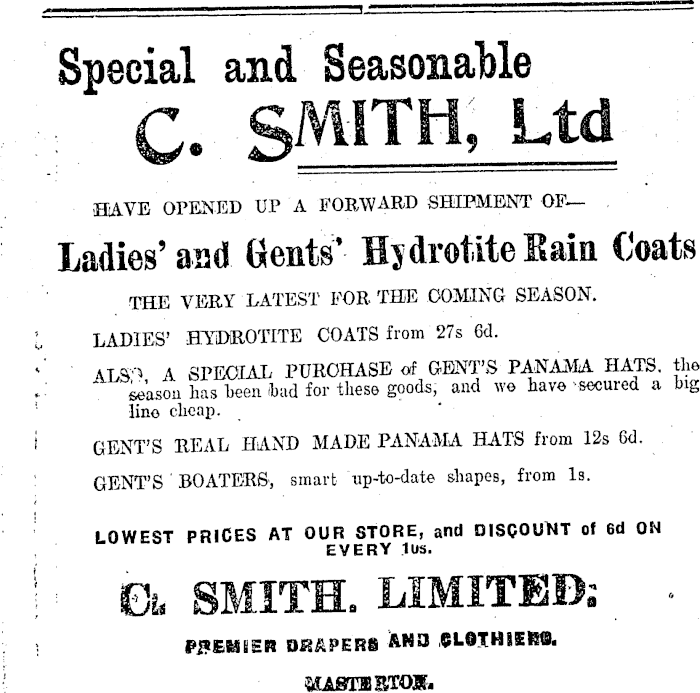 Special and Seasonable
C. SMITH, Ltd
HAVE OPENED UP A FORWARD SHIPMENT OF—
Ladies' and Gents' Hydrotite Rain Coats
THE VERY LATEST FOR THE COMING SEASON.
LADIES' HYDROTITE COATS from 27s 6d.
ALSO, A SPECIAL PURCHASE of GENT'S PANAMA HATS. the
season has been bad for these goods, and we have secured a big
line cheap.
GENT'S REAL HAND MADE PANAMA HATS from 12s 6d.
GENT'S BOATERS, smart up-to-date shapes, from 1s.
LOWEST PRICES AT OUR STORE, and DISCOUNT of 6d ON
EVERY 10s.
C. SMITH. LIMITED;
PREMIER DRAPERS AND CLOTHIERS.
MASTERTON.